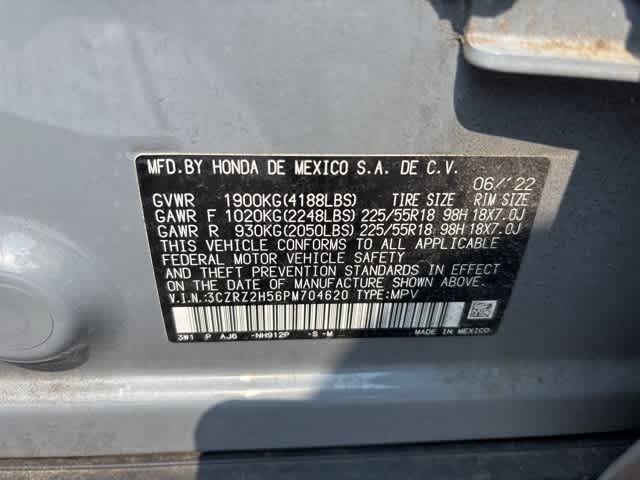 MFD.BY HONDA DE MEXICO S.A. DE C.V.
06/'22
GVWR 1900KG(4188LBS) TIRE SIZE RIM SIZE
GAWR F 1020KG(2248LBS) 225/55R18 98H 18X7.0J
GAWR R 930KG(2050LBS) 225/55R18 98H 18X7.0J
THIS VEHICLE CONFORMS TO ALL APPLICABLE
FEDERAL MOTOR VEHICLE SAFETY
AND THEFT PREVENTION STANDARDS IN EFFECT
ON THE DATE OF MANUFACTURE SHOWN ABOVE.
V.I.N.:3CZRZ2H56PM704620 TYPE:MPV
3W1 P AJ6 -NH912P -S-M MADE IN MEXICO